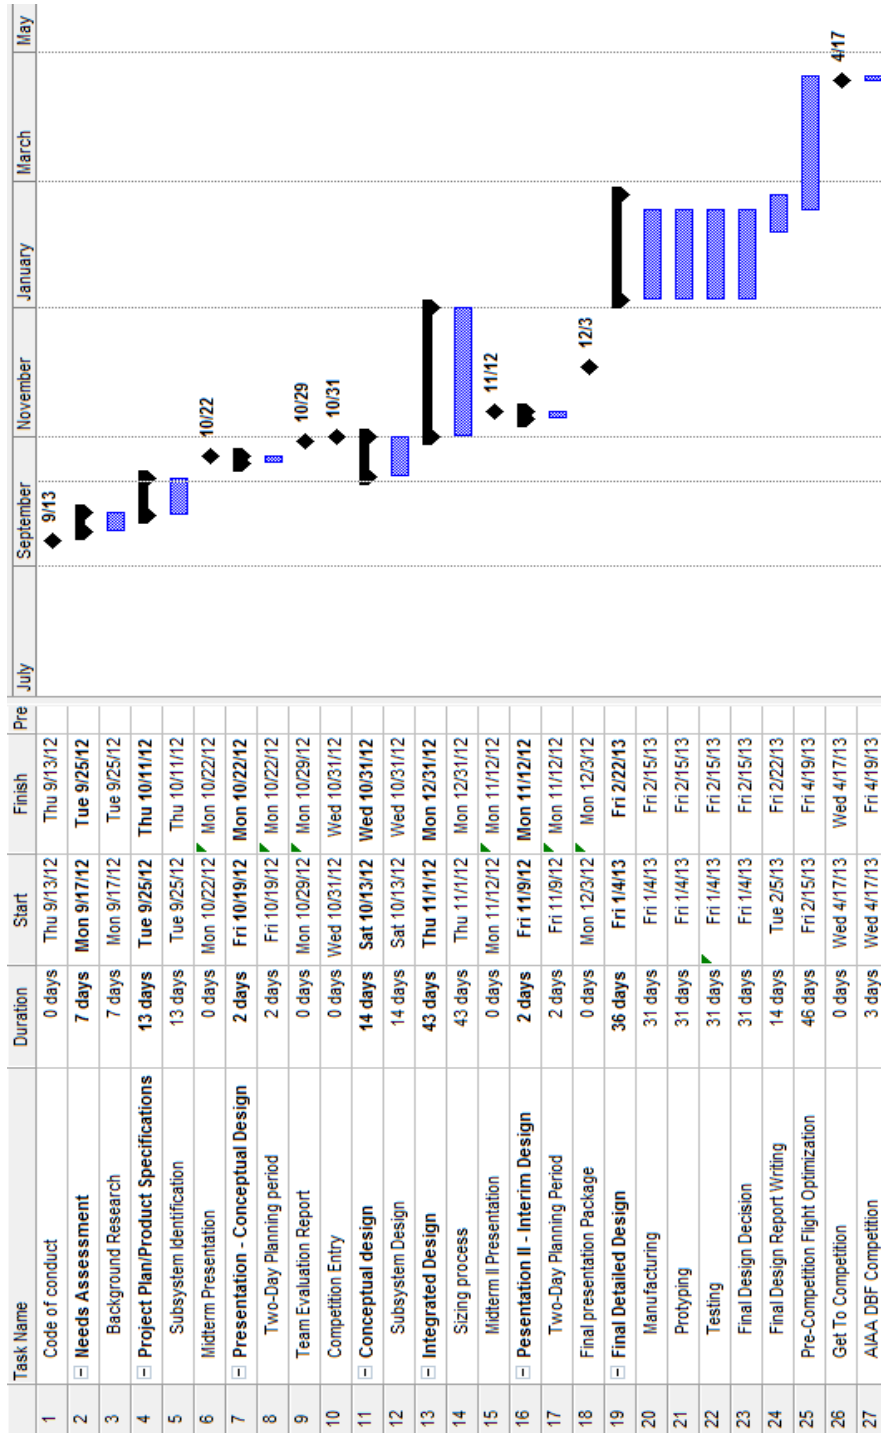 Task Name Duration Start Finish Pre July September November January March May
1 Code of conduct 0 days Thu 9/13/12 Thu 9/13/12 9/13
2 Needs Assessment 7 days Mon 9/17/12 Tue 9/25/12
3 Background Research 7 days Mon 9/17/12 Tue 9/25/12
4 Project Plan/Product Specifications 13 days Tue 9/25/12 Thu 10/11/12
5 Subsystem Identification 13 days Tue 9/25/12 Thu 10/11/12
6 Midterm Presentation 0 days Mon 10/22/12 Mon 10/22/12 10/22
7 Presentation - Conceptual Design 2 days Fri 10/19/12 Mon 10/22/12
8 Two-Day Planning period 2 days Fri 10/19/12 Mon 10/22/12
9 Team Evaluation Report 0 days Mon 10/29/12 Mon 10/29/12 10/29
10 Competition Entry 0 days Wed 10/31/12 Wed 10/31/12 10/31
11 Conceptual design 14 days Sat 10/13/12 Wed 10/31/12
12 Subsystem Design 14 days Sat 10/13/12 Wed 10/31/12
13 Integrated Design 43 days Thu 11/1/12 Mon 12/31/12
14 Sizing process 43 days Thu 11/1/12 Mon 12/31/12
15 Midterm II Presentation 0 days Mon 11/12/12 Mon 11/12/12 11/12
16 Pesentation II - Interim Design 2 days Fri 11/9/12 Mon 11/12/12
17 Two-Day Planning Period 2 days Fri 11/9/12 Mon 11/12/12
18 Final presentation Package 0 days Mon 12/3/12 Mon 12/3/12 12/3
19 Final Detailed Design 36 days Fri 1/4/13 Fri 2/22/13
20 Manufacturing 31 days Fri 1/4/13 Fri 2/15/13
21 Protyping 31 days Fri 1/4/13 Fri 2/15/13
22 Testing 31 days Fri 1/4/13 Fri 2/15/13
23 Final Design Decision 31 days Fri 1/4/13 Fri 2/15/13
24 Final Design Report Writing 14 days Tue 2/5/13 Fri 2/22/13
25 Pre-Competition Flight Optimization 46 days Fri 2/15/13 Fri 4/19/13
26 Get To Competition 0 days Wed 4/17/13 Wed 4/17/13 4/17
27 AIAA DBF Competition 3 days Wed 4/17/13 Fri 4/19/13